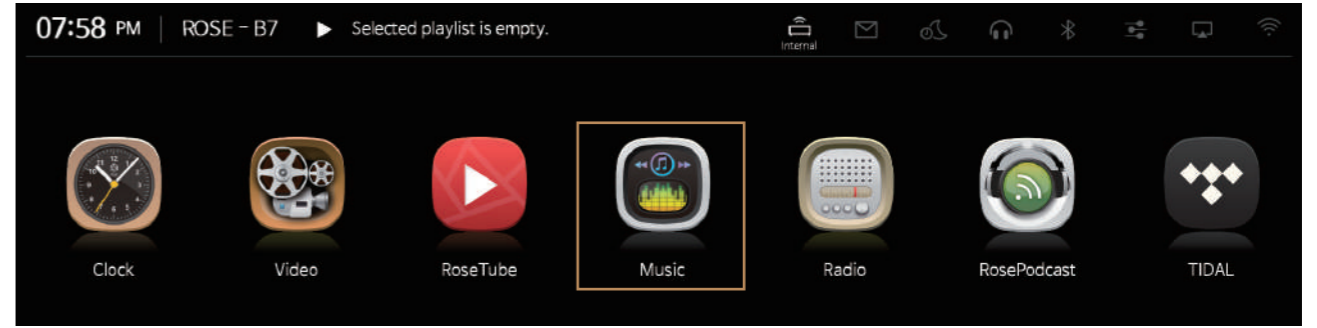 07:58 PM ROSE - B7 Selected playlist is empty.
Internal
Clock Video RoseTube Music Radio RosePodcast TIDAL